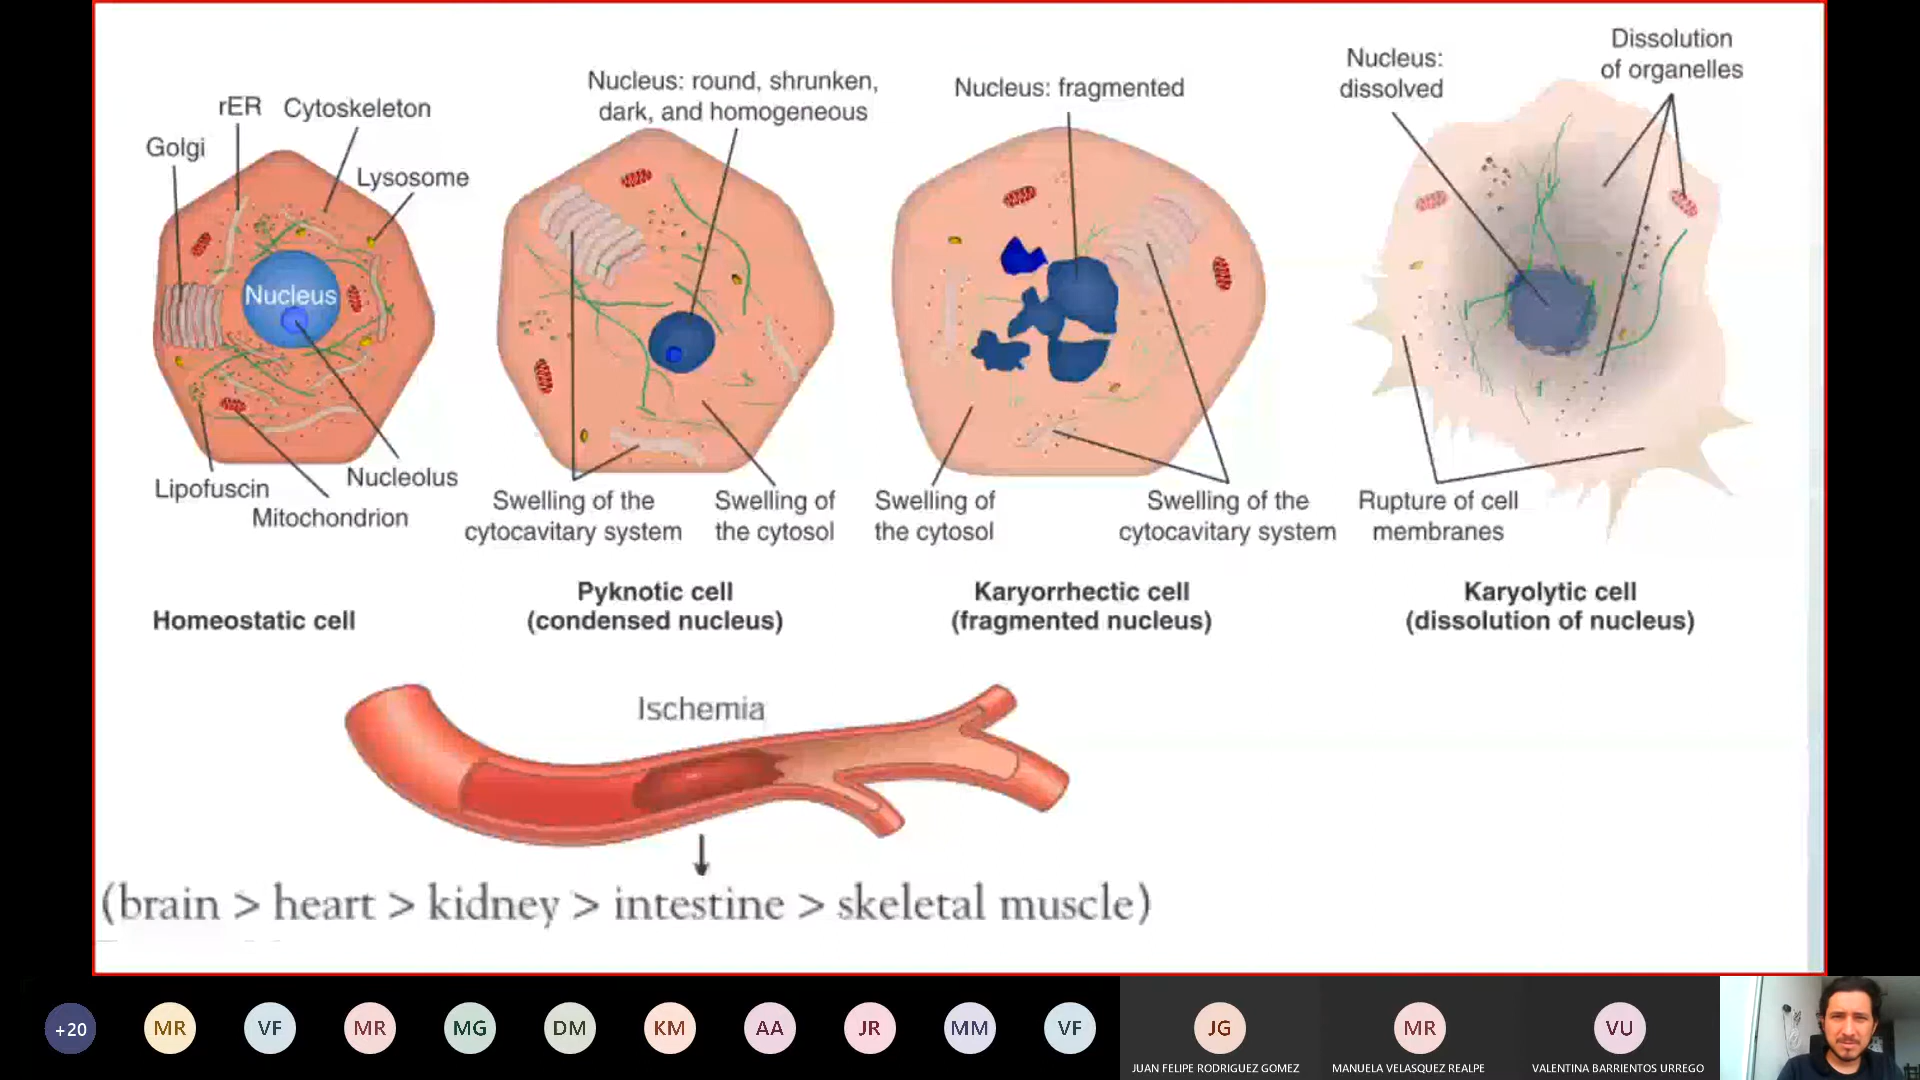 Nucleus:
dissolved
Dissolution
of organelles
Nucleus: round, shrunken,
dark, and homogeneous
Nucleus: fragmented
rER
Cytoskeleton
Golgi
Lysosome
Nucleus
Nucleolus
Lipofuscin
Mitochondrion
Swelling of the
cytocavitary system
Swelling of
the cytosol
Swelling of
the cytosol
Swelling of the
cytocavitary system
Rupture of cell
membranes
Homeostatic cell
Pyknotic cell
(condensed nucleus)
Karyorrhectic cell
(fragmented nucleus)
Karyolytic cell
(dissolution of nucleus)
Ischemia
(brain > heart > kidney > intestine > skeletal muscle)
+20
MR
VF
MR
MG
DM
KM
AA
JR
MM
VF
JG
JUAN FELIPE RODRIGUEZ GOMEZ
MR
MANUELA VELASQUEZ REALPE
VU
VALENTINA BARRIENTOS URREGO